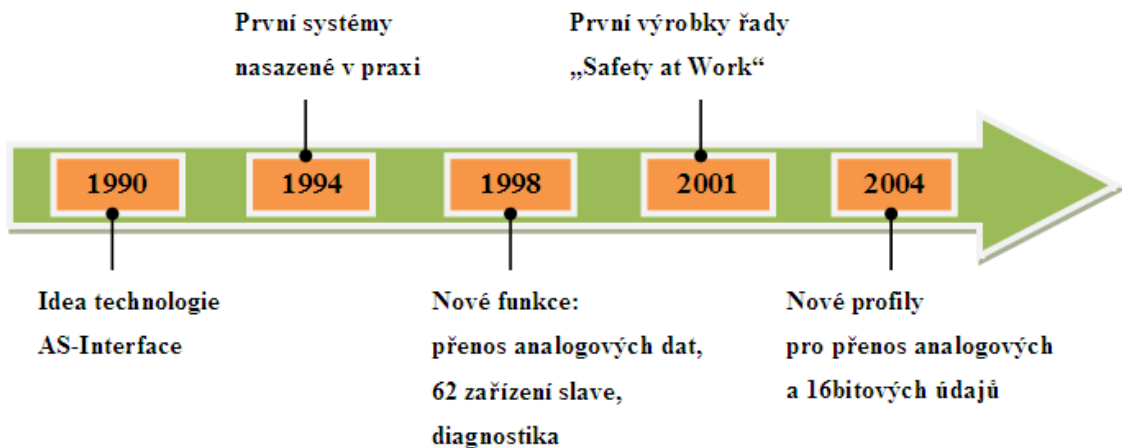 První systémy
nasazené v praxi
První výrobky řady
„Safety at Work“
1990
1994
1998
2001
2004
Idea technologie
AS-Interface
Nové funkce:
přenos analogových dat,
62 zařízení slave,
diagnostika
Nové profily
pro přenos analogových
a 16bitových údajů